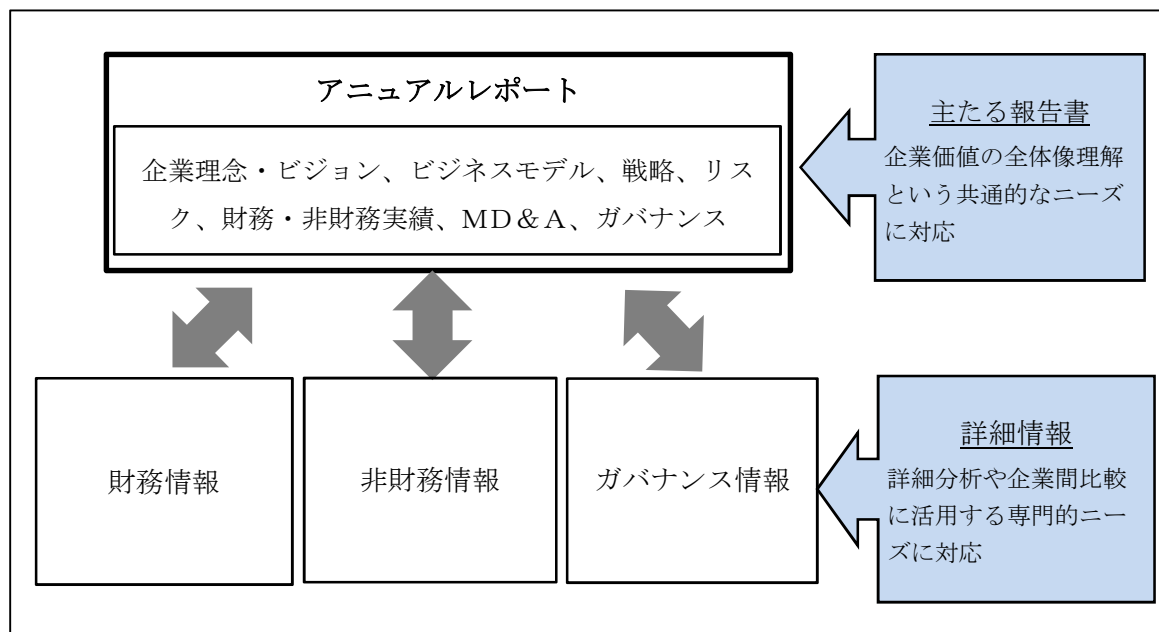 アニュアルレポート
企業理念・ビジョン、ビジネスモデル、戦略、リス
ク、財務・非財務実績、MD&A、ガバナンス
主たる報告書
企業価値の全体像理解
という共通的なニーズ
に対応
財務情報
非財務情報
ガバナンス情報
詳細情報
詳細分析や企業間比較
に活用する専門的ニー
ズに対応